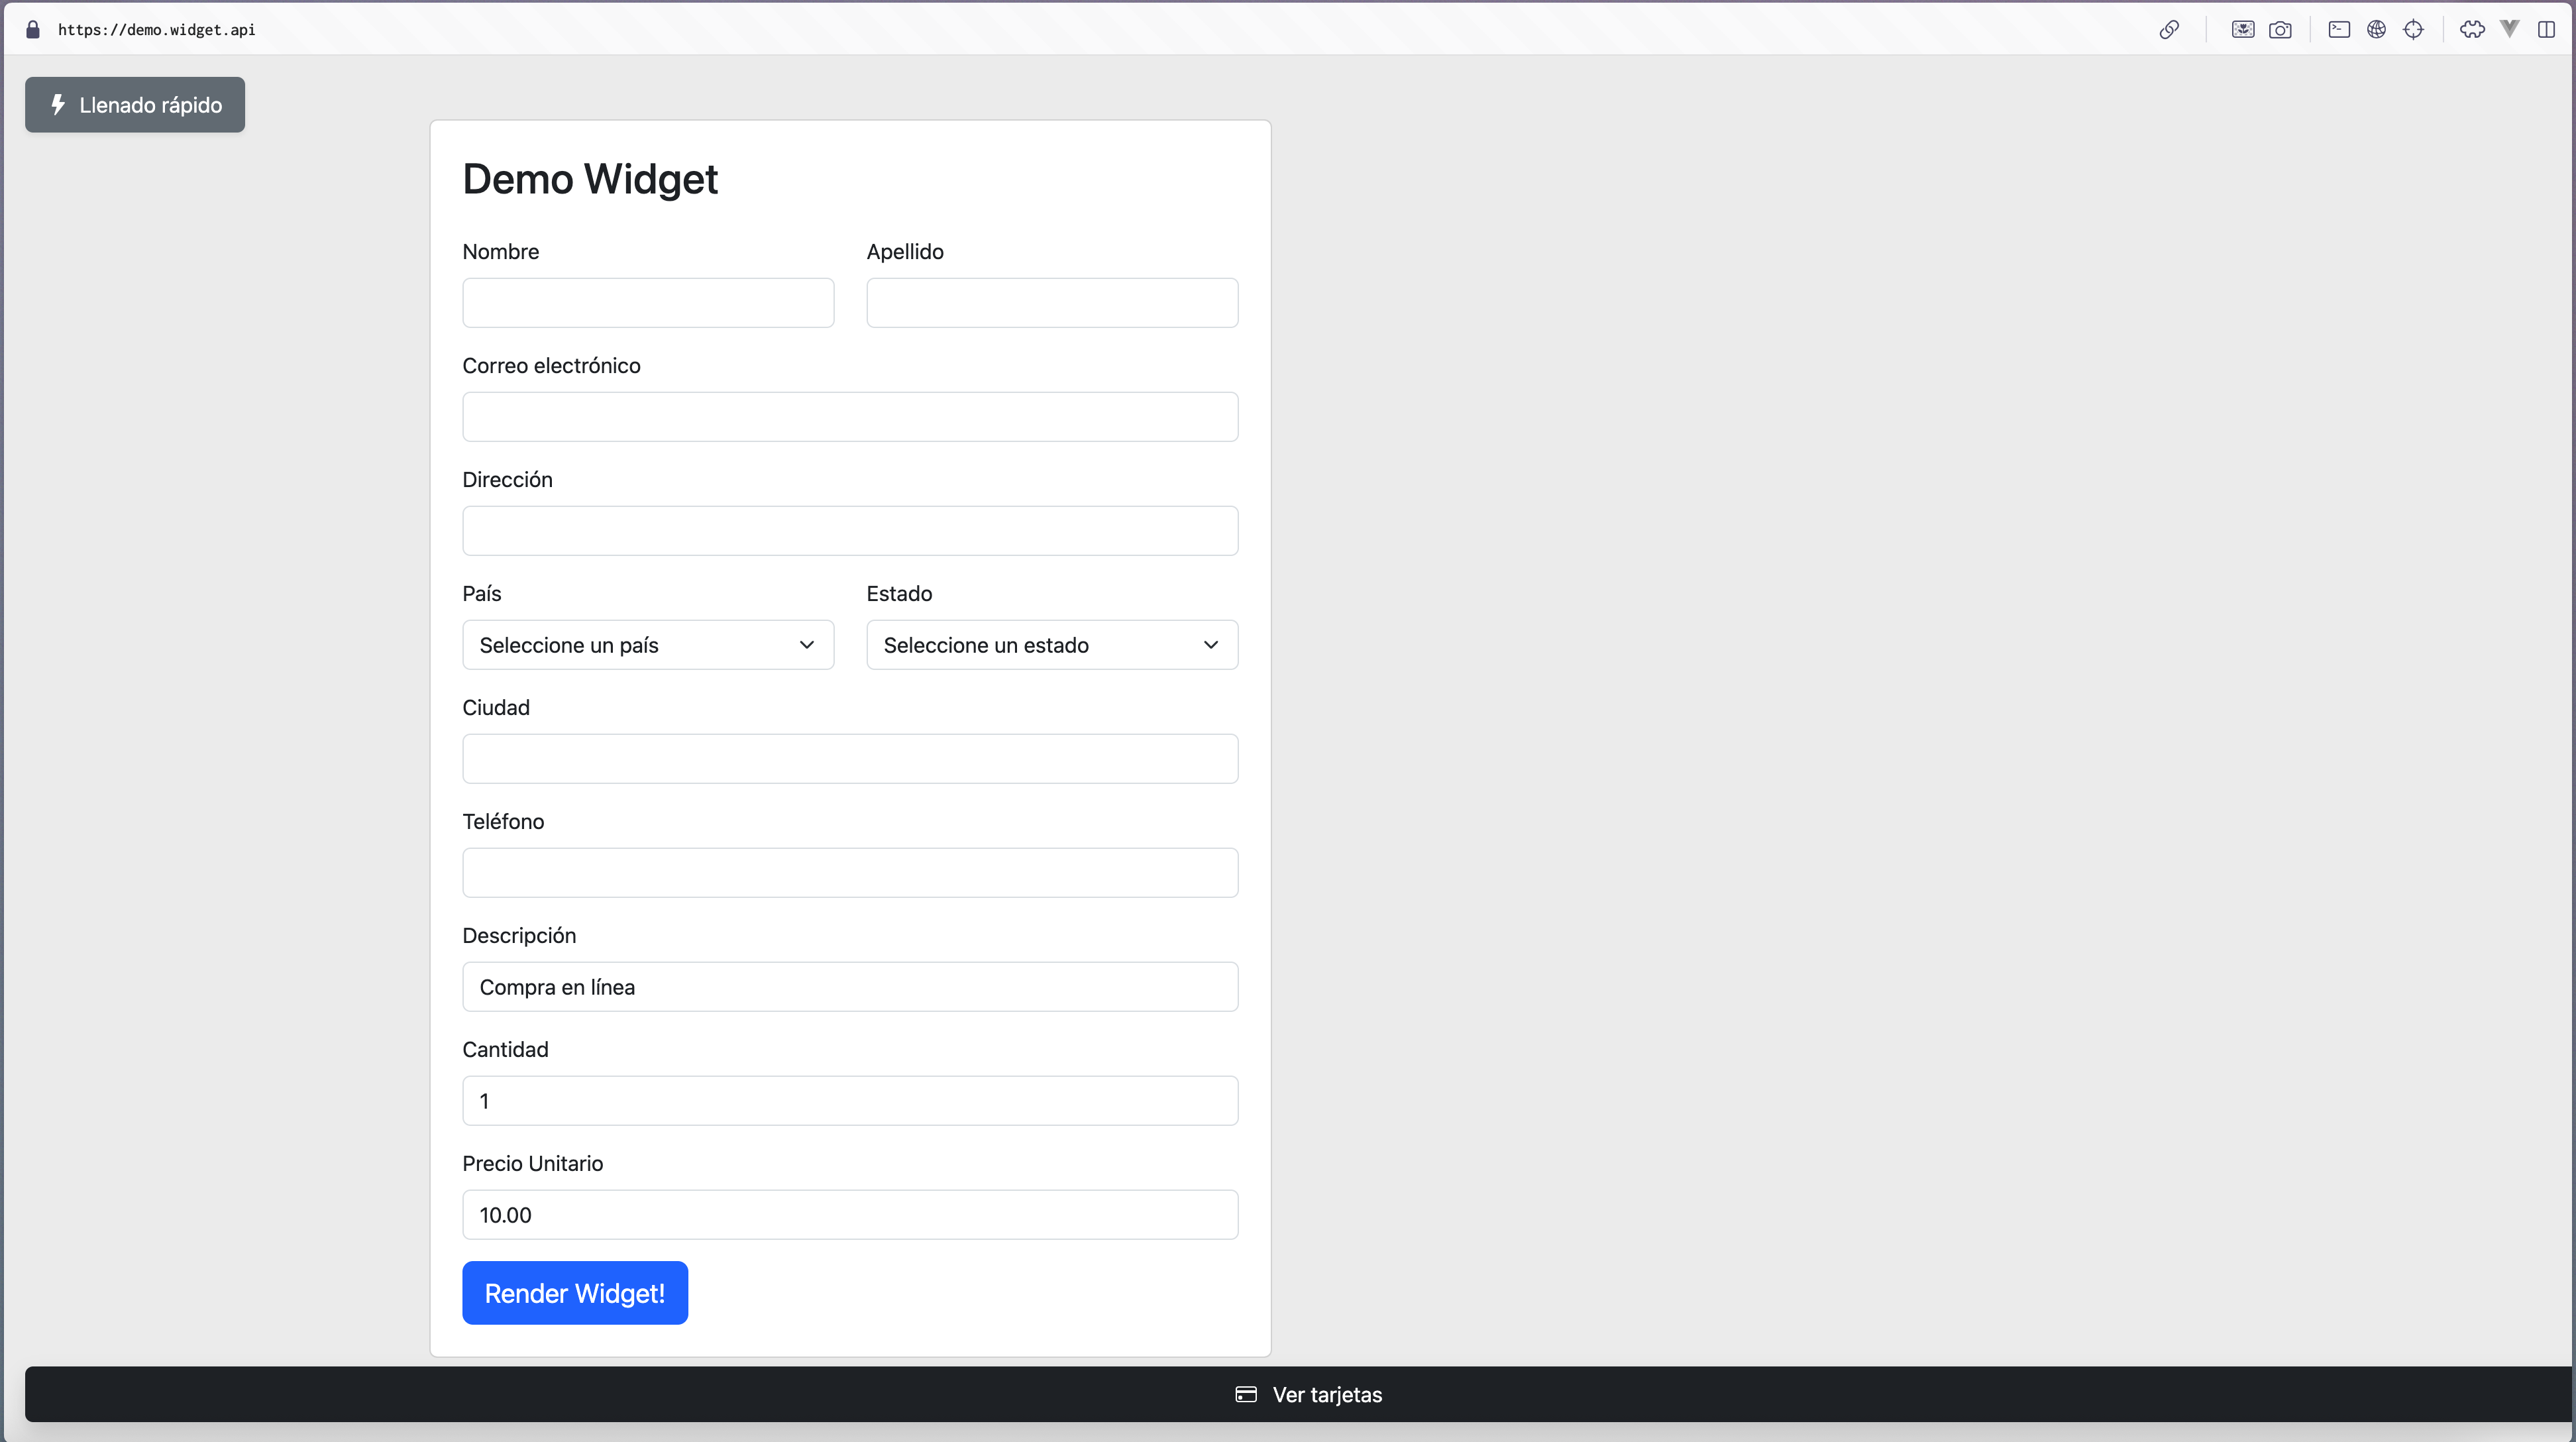 https://demo.widget.api
Llenado rápido
Demo Widget
Nombre
Apellido
Correo electrónico
Dirección
País
Estado
Seleccione un país
Seleccione un estado
Ciudad
Teléfono
Descripción
Compra en línea
Cantidad
1
Precio Unitario
10.00
Render Widget!
Ver tarjetas